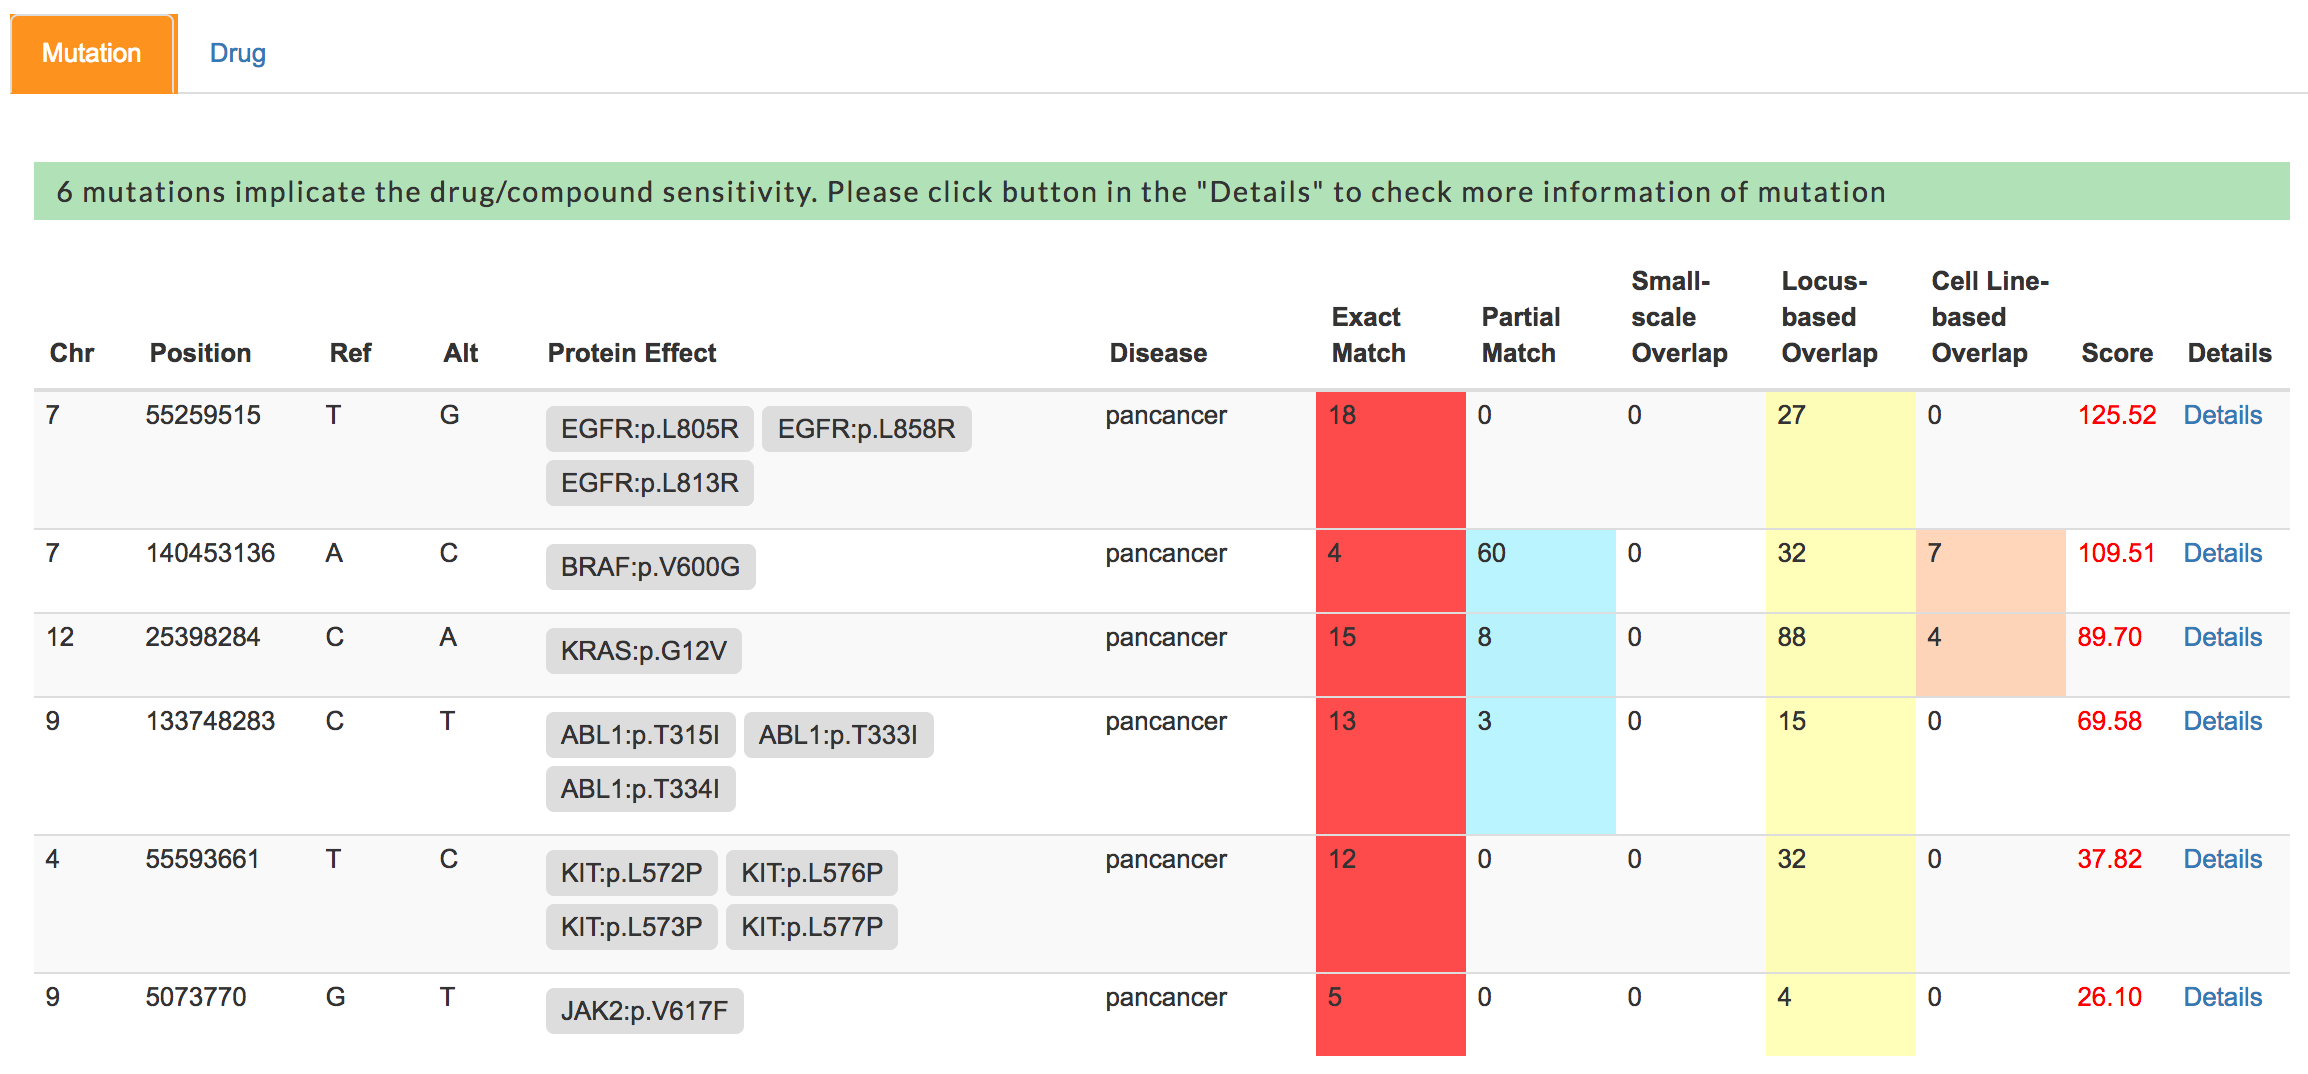 Mutation Drug
6 mutations implicate the drug/compound sensitivity. Please click button in the "Details" to check more information of mutation
Small- Locus- Cell Line-
Exact Partial scale based based
Chr Position Ref Alt Protein Effect Disease Match Match Overlap Overlap Overlap Score Details
7 55259515 T G EGFR:p.L805R EGFR:p.L858R pancancer 18 0 0 27 0 125.52 Details
EGFR:p.L813R
7 140453136 A C BRAF:p.V600G pancancer 4 60 0 32 7 109.51 Details
12 25398284 C A KRAS:p.G12V pancancer 15 8 0 88 4 89.70 Details
9 133748283 C T ABL1:p.T315I ABL1:p.T333I pancancer 13 3 0 15 0 69.58 Details
ABL1:p.T334I
4 55593661 T C KIT:p.L572P KIT:p.L576P pancancer 12 0 0 32 0 37.82 Details
KIT:p.L573P KIT:p.L577P
9 5073770 G T JAK2:p.V617F pancancer 5 0 0 4 0 26.10 Details